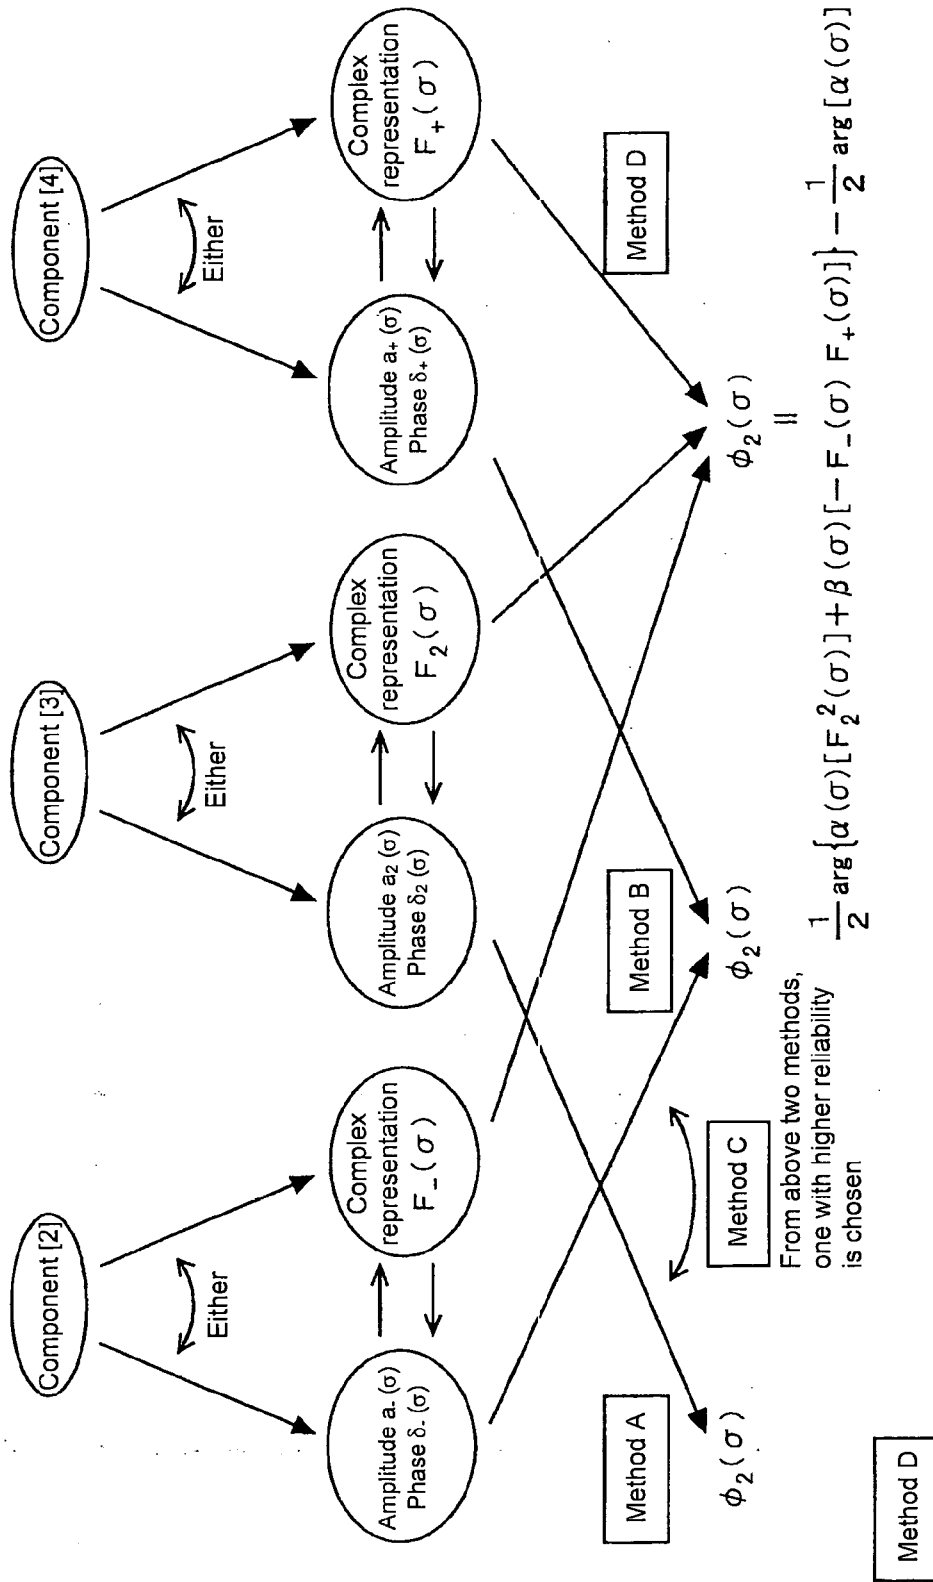 Component [2]
Component [3]
Component [4]
Either
Either
Either
Amplitude a-(σ)
Phase δ-(σ)
Complex
representation
F₋(σ)
Amplitude a₂(σ)
Phase δ₂(σ)
Complex
representation
F₂(σ)
Amplitude a₊(σ)
Phase δ₊(σ)
Complex
representation
F₊(σ)
Method A
Method B
Method D
ϕ₂(σ)
Method C
From above two methods,
one with higher reliability
is chosen
ϕ₂(σ)
ϕ₂(σ)
=
1/2 arg{α(σ)[F₂²(σ)]+β(σ)[−F₋(σ) F₊(σ)]}−1/2 arg[α(σ)]
Method D